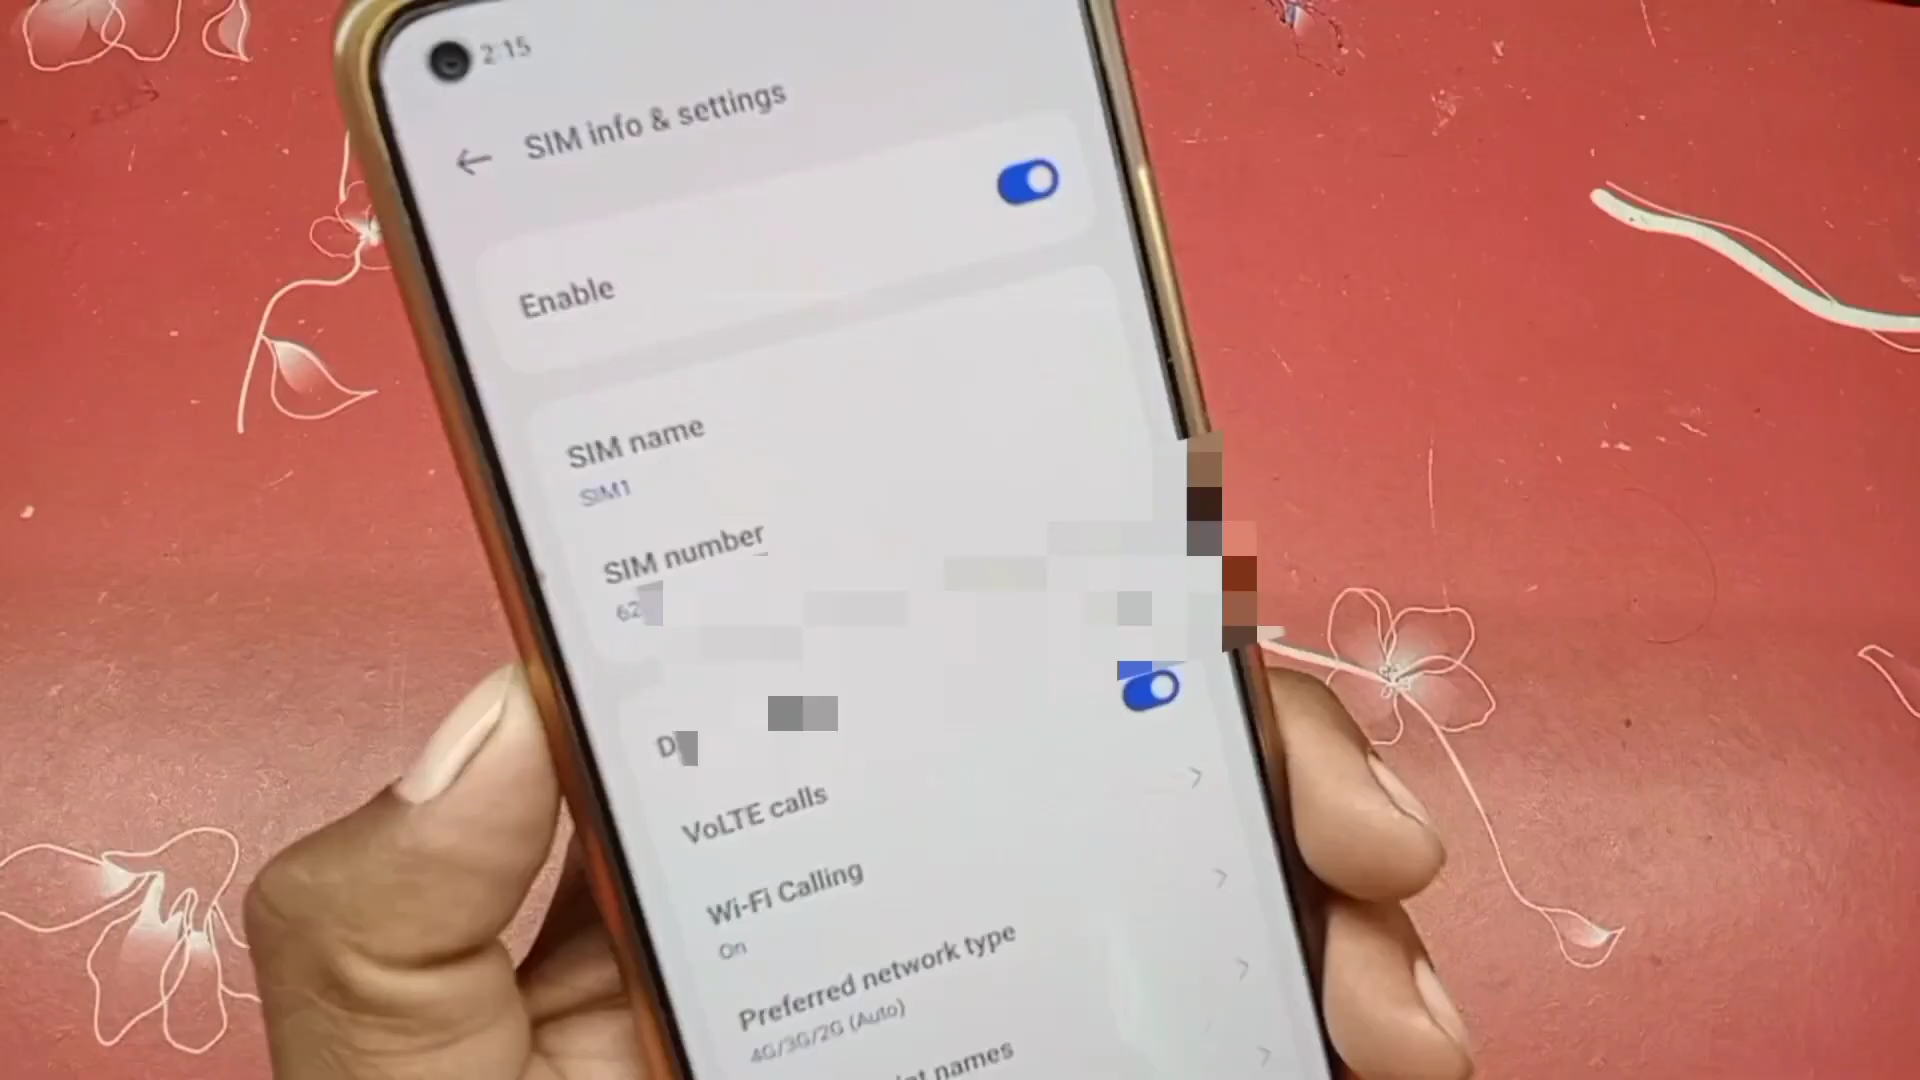 2:15
SIM info & settings
Enable
SIM name
SIM1
SIM number
62
D
VoLTE calls
Wi-Fi Calling
On
Preferred network type
4G/3G/2G (Auto)
names